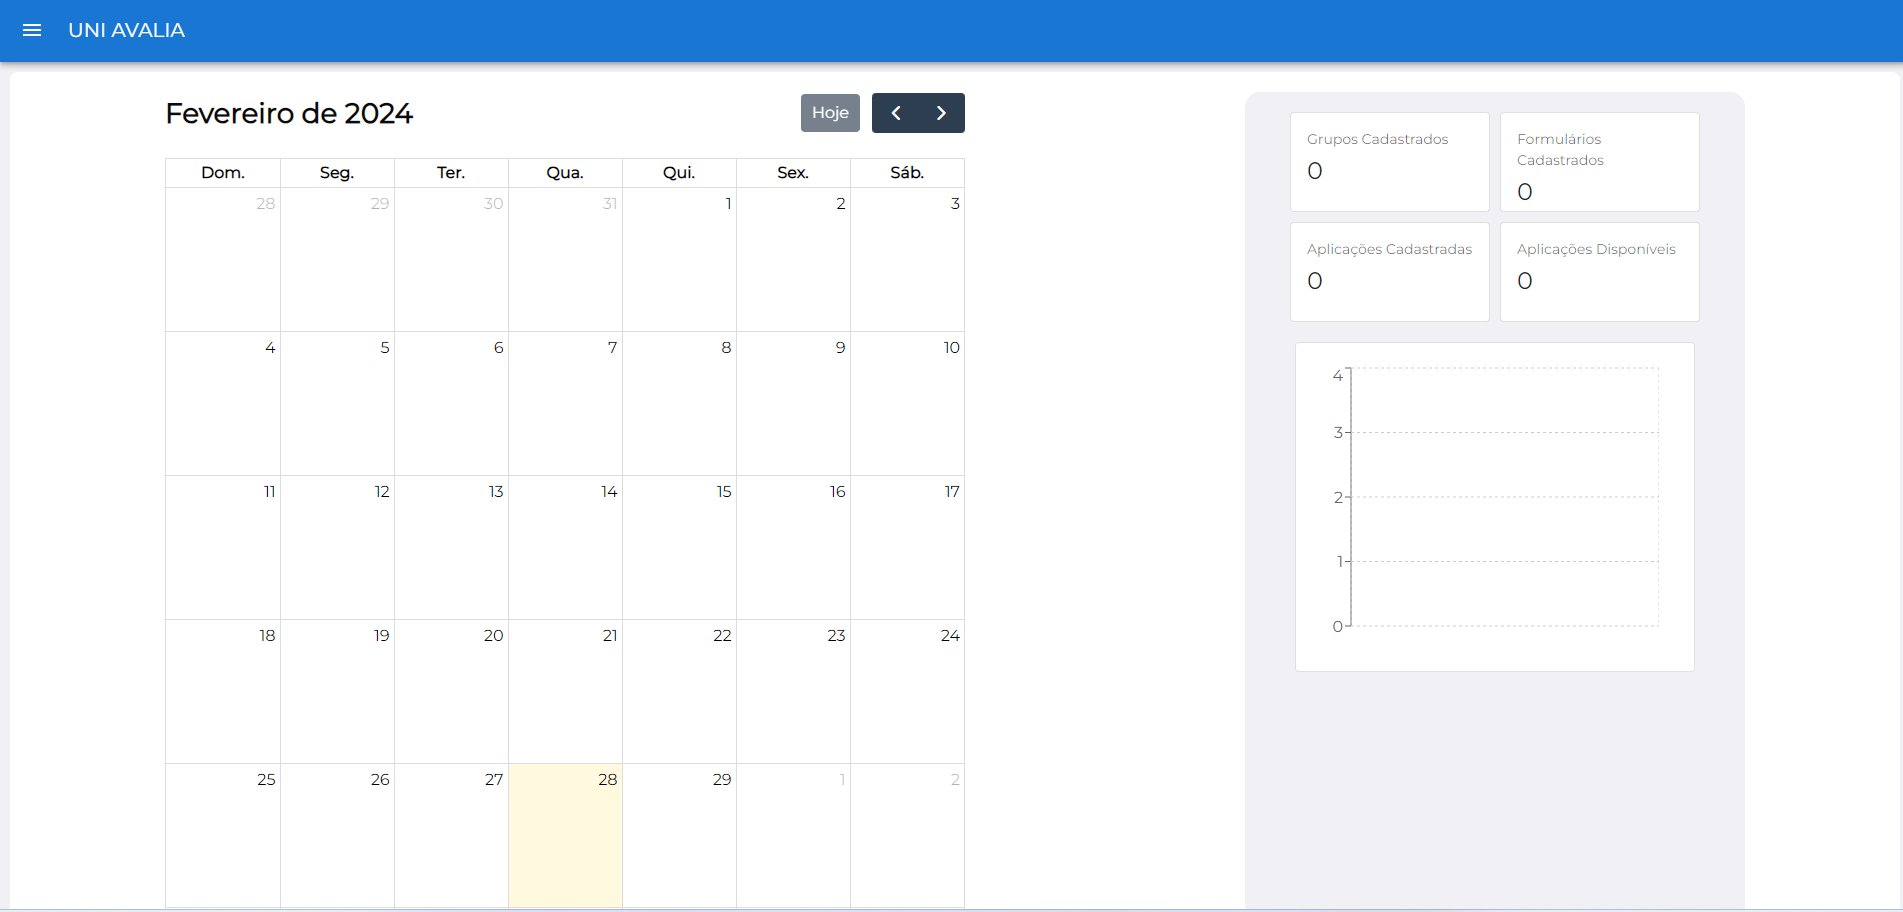 UNI AVALIA
Fevereiro de 2024
Hoje
Dom. Seg. Ter. Qua. Qui. Sex. Sáb.
28 29 30 31 1 2 3
4 5 6 7 8 9 10
11 12 13 14 15 16 17
18 19 20 21 22 23 24
25 26 27 28 29 1 2
Grupos Cadastrados
0
Formulários
Cadastrados
0
Aplicações Cadastradas
0
Aplicações Disponíveis
0
4
3
2
1
0